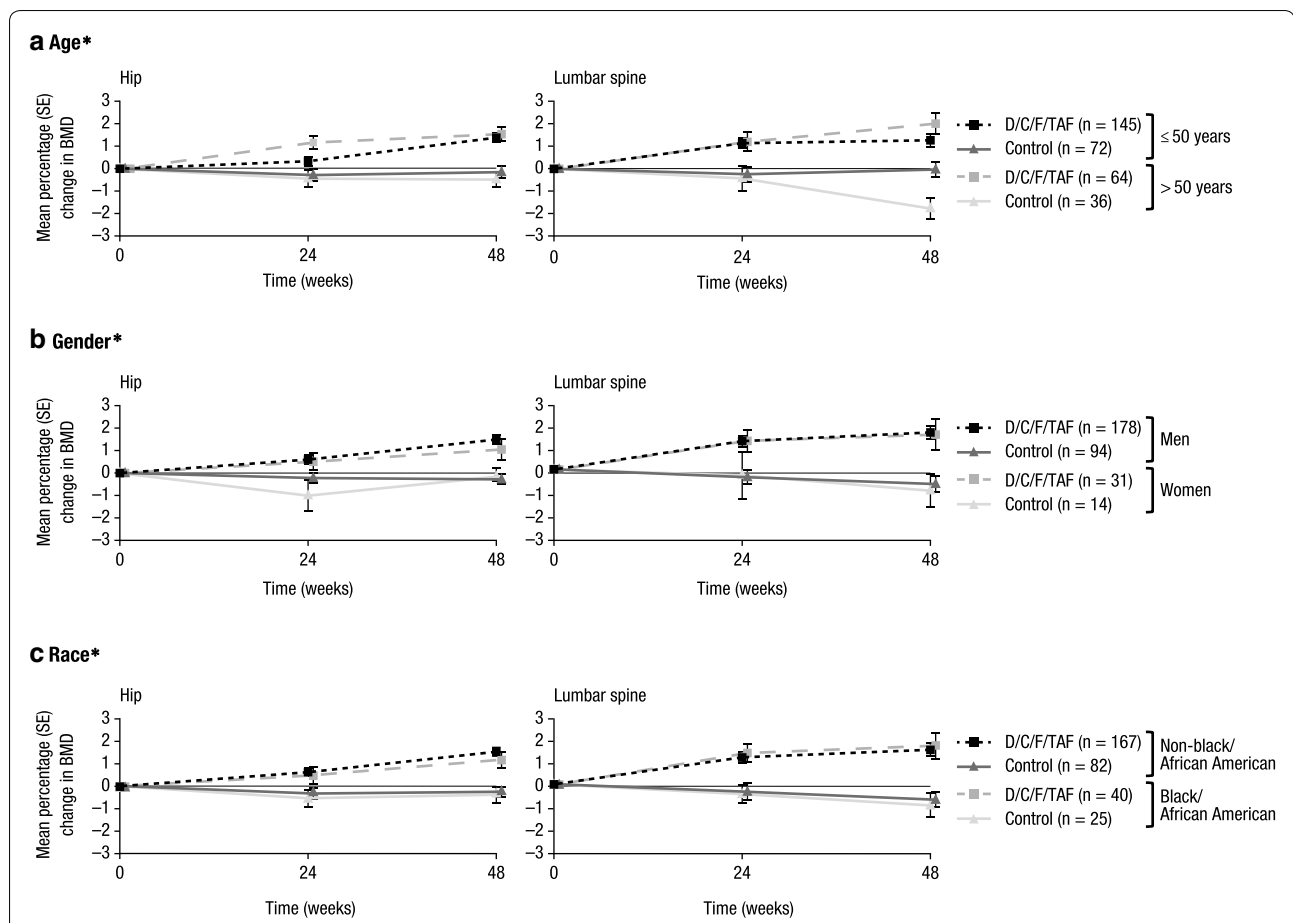 a Age*
Hip
Lumbar spine
Mean percentage (SE)
change in BMD
3
2
1
0
–1
–2
–3
0 24 48
Time (weeks)
3
2
1
0
–1
–2
–3
0 24 48
Time (weeks)
D/C/F/TAF (n = 145)
Control (n = 72)
≤ 50 years
D/C/F/TAF (n = 64)
Control (n = 36)
> 50 years
b Gender*
Hip
Lumbar spine
Mean percentage (SE)
change in BMD
3
2
1
0
–1
–2
–3
0 24 48
Time (weeks)
3
2
1
0
–1
–2
–3
0 24 48
Time (weeks)
D/C/F/TAF (n = 178)
Control (n = 94)
Men
D/C/F/TAF (n = 31)
Control (n = 14)
Women
c Race*
Hip
Lumbar spine
Mean percentage (SE)
change in BMD
3
2
1
0
–1
–2
–3
0 24 48
Time (weeks)
3
2
1
0
–1
–2
–3
0 24 48
Time (weeks)
D/C/F/TAF (n = 167)
Control (n = 82)
Non-black/
African American
D/C/F/TAF (n = 40)
Control (n = 25)
Black/
African American